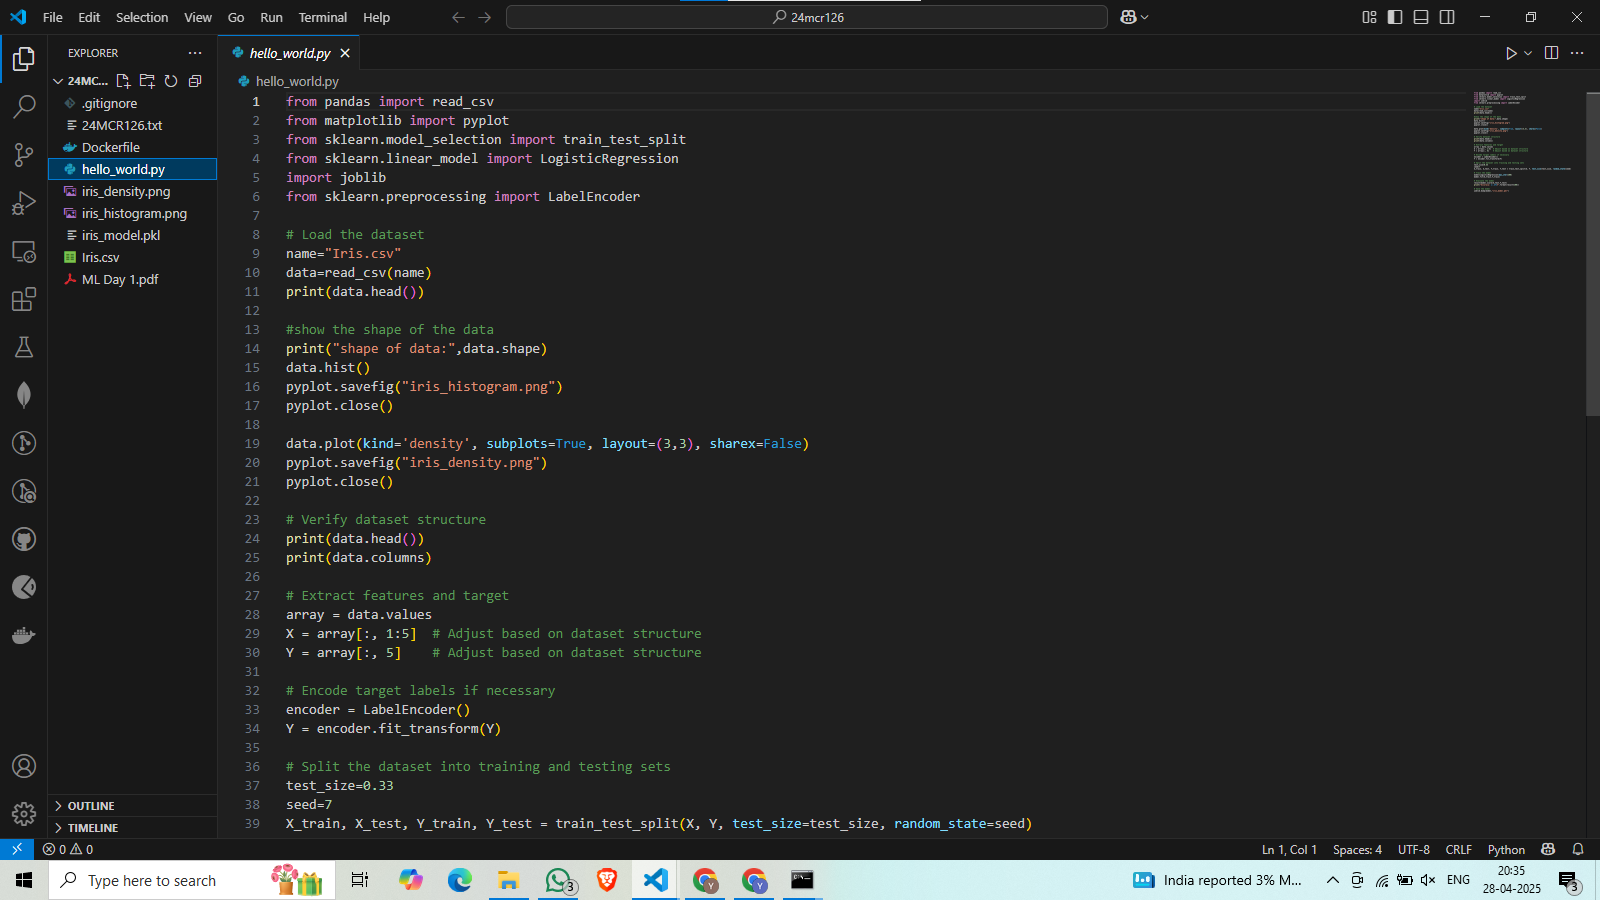 File Edit Selection View Go Run Terminal Help
24mcr126
EXPLORER
24MC...
.gitignore
24MCR126.txt
Dockerfile
hello_world.py
iris_density.png
iris_histogram.png
iris_model.pkl
Iris.csv
ML Day 1.pdf
OUTLINE
TIMELINE
hello_world.py
hello_world.py
1 from pandas import read_csv
2 from matplotlib import pyplot
3 from sklearn.model_selection import train_test_split
4 from sklearn.linear_model import LogisticRegression
5 import joblib
6 from sklearn.preprocessing import LabelEncoder
7
8 # Load the dataset
9 name="Iris.csv"
10 data=read_csv(name)
11 print(data.head())
12
13 #show the shape of the data
14 print("shape of data:",data.shape)
15 data.hist()
16 pyplot.savefig("iris_histogram.png")
17 pyplot.close()
18
19 data.plot(kind='density', subplots=True, layout=(3,3), sharex=False)
20 pyplot.savefig("iris_density.png")
21 pyplot.close()
22
23 # Verify dataset structure
24 print(data.head())
25 print(data.columns)
26
27 # Extract features and target
28 array = data.values
29 X = array[:, 1:5]  # Adjust based on dataset structure
30 Y = array[:, 5]    # Adjust based on dataset structure
31
32 # Encode target labels if necessary
33 encoder = LabelEncoder()
34 Y = encoder.fit_transform(Y)
35
36 # Split the dataset into training and testing sets
37 test_size=0.33
38 seed=7
39 X_train, X_test, Y_train, Y_test = train_test_split(X, Y, test_size=test_size, random_state=seed)
0 0
Ln 1, Col 1 Spaces: 4 UTF-8 CRLF Python
Type here to search
3
Y
Y
India reported 3% M...
ENG
20:35
28-04-2025
3